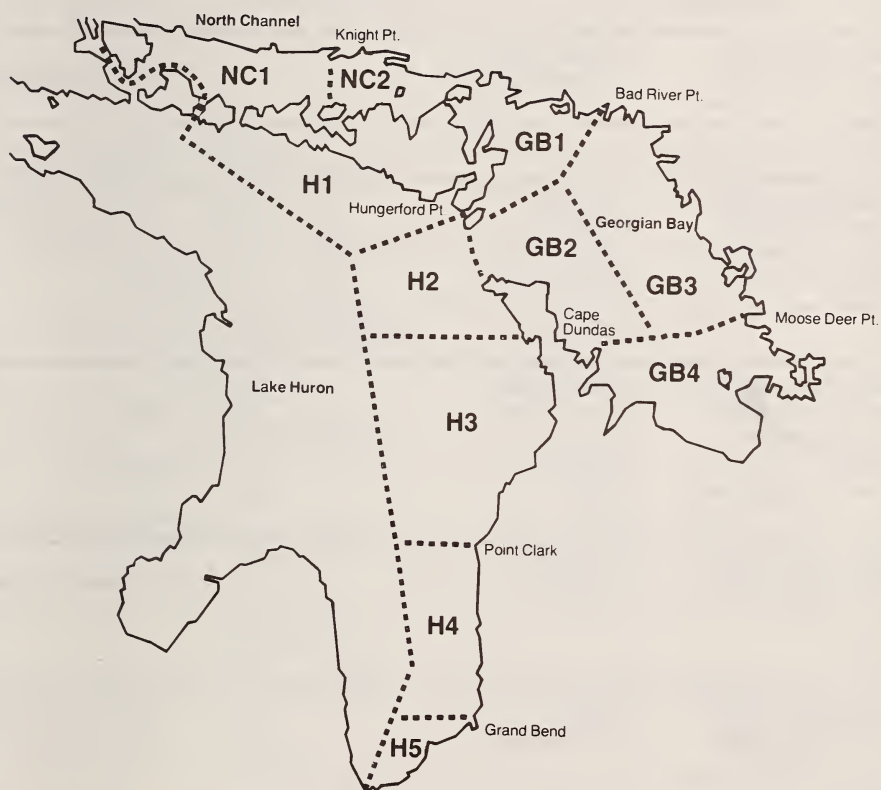 North Channel
Knight Pt.
NC1
NC2
Bad River Pt.
GB1
H1
Hungerford Pt.
Georgian Bay
GB2
H2
GB3
Cape
Dundas
Moose Deer Pt.
GB4
Lake Huron
H3
Point Clark
H4
Grand Bend
H5